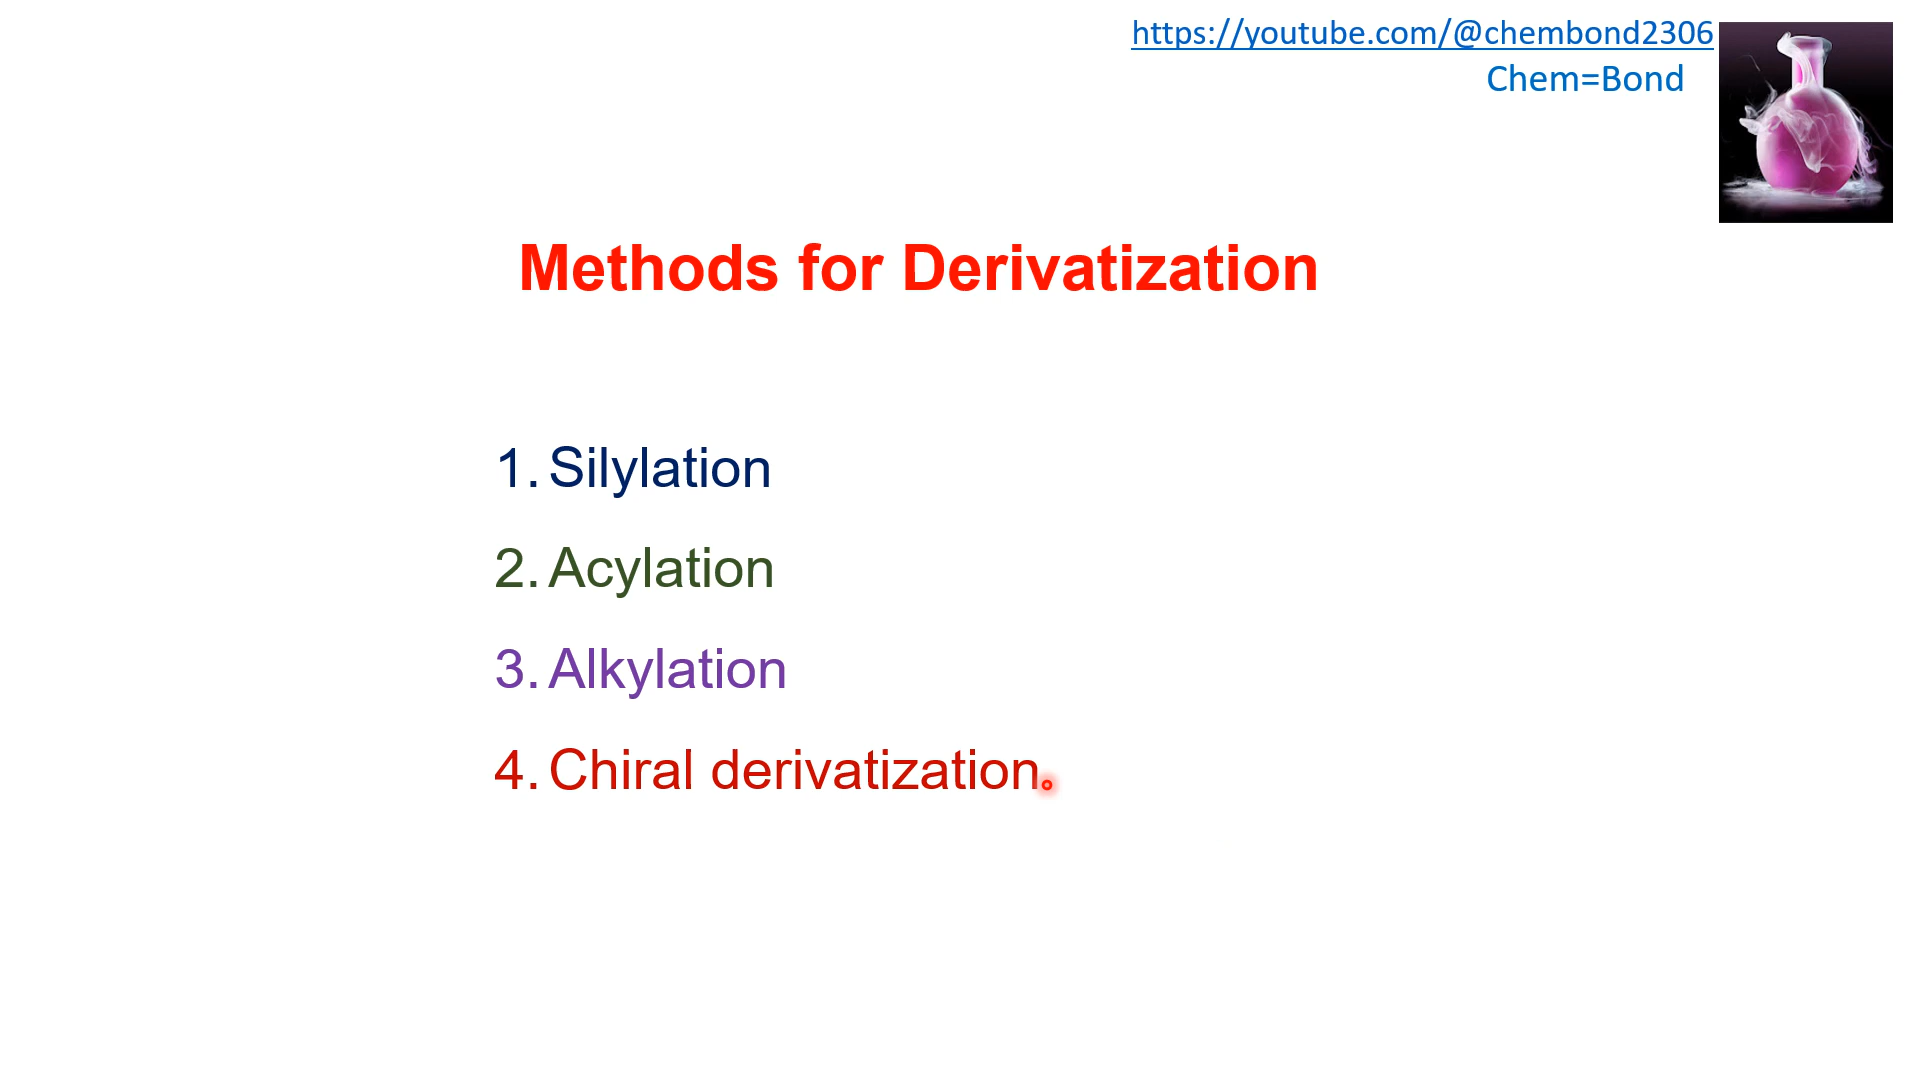 https://youtube.com/@chembond2306
Chem=Bond
Methods for Derivatization
1. Silylation
2. Acylation
3. Alkylation
4. Chiral derivatization